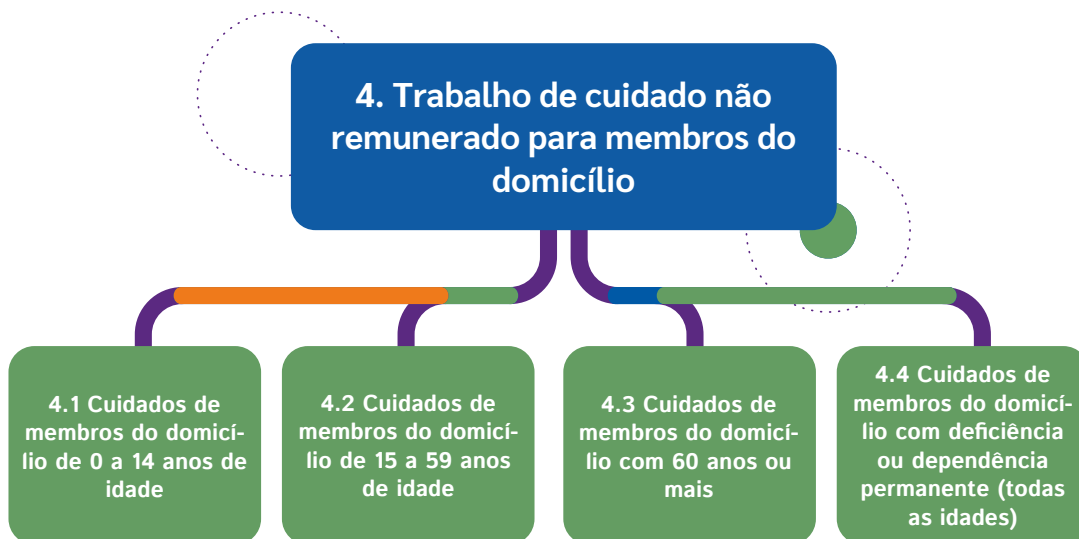 4. Trabalho de cuidado não
remunerado para membros do
domicílio
4.1 Cuidados de
membros do domicí-
lio de 0 a 14 anos de
idade
4.2 Cuidados de
membros do domicí-
lio de 15 a 59 anos
de idade
4.3 Cuidados de
membros do domicí-
lio com 60 anos ou
mais
4.4 Cuidados de
membros do domicí-
lio com deficiência
ou dependência
permanente (todas
as idades)